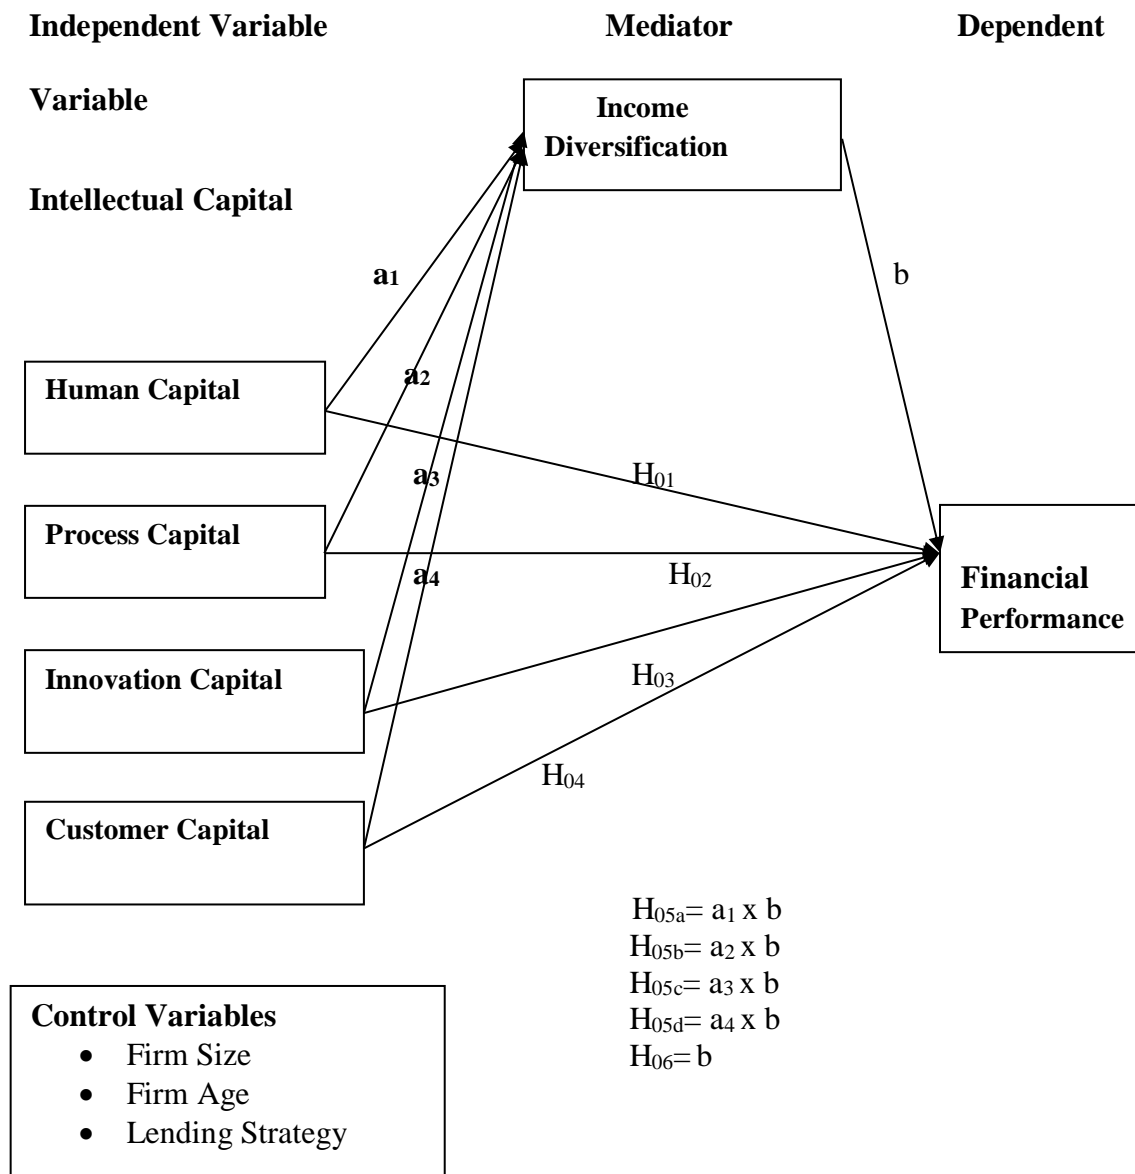 Independent Variable Mediator Dependent
Variable
Intellectual Capital
Income
Diversification
a1
b
a2
Human Capital
a3
H01
Process Capital
a4
H02
Financial
Performance
Innovation Capital
H03
H04
Customer Capital
H05a= a1 x b
H05b= a2 x b
H05c= a3 x b
H05d= a4 x b
H06= b
Control Variables
• Firm Size
• Firm Age
• Lending Strategy